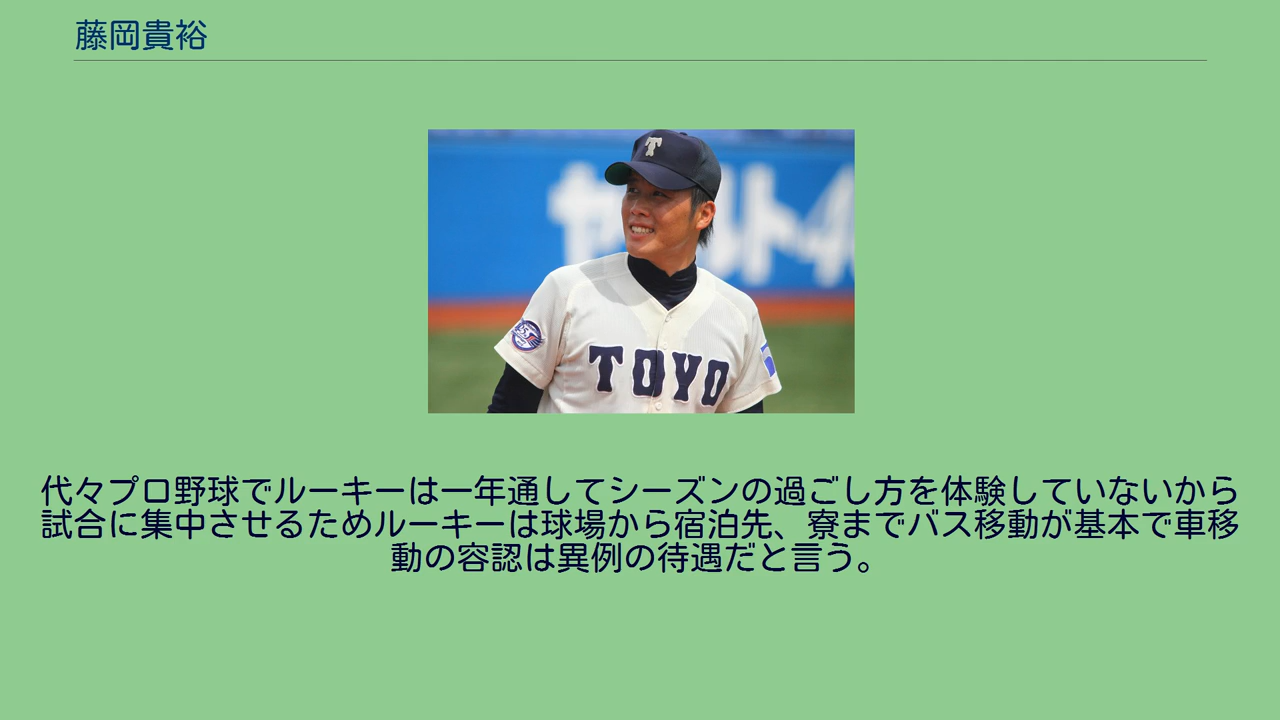 藤岡貴裕
T
ヤクルト
TOYO
代々プロ野球でルーキーは一年通してシーズンの過ごし方を体験していないから
試合に集中させるためルーキーは球場から宿泊先、寮までバス移動が基本で車移
動の容認は異例の待遇だと言う。